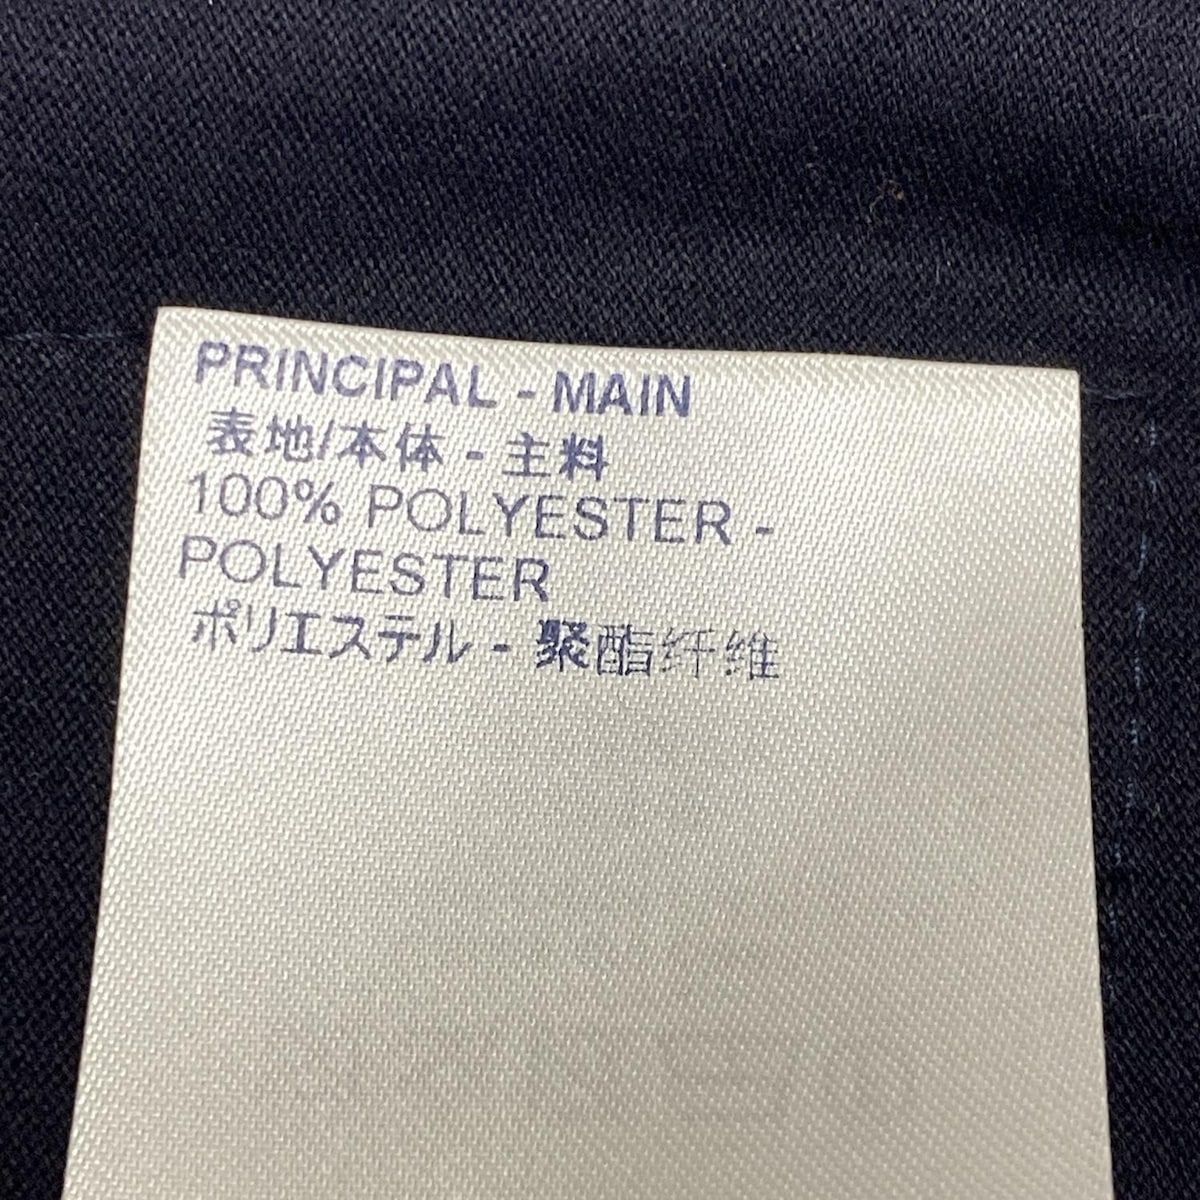 PRINCIPAL - MAIN
表地/本体 - 主料
100% POLYESTER -
POLYESTER
ポリエステル - 聚酯纤维